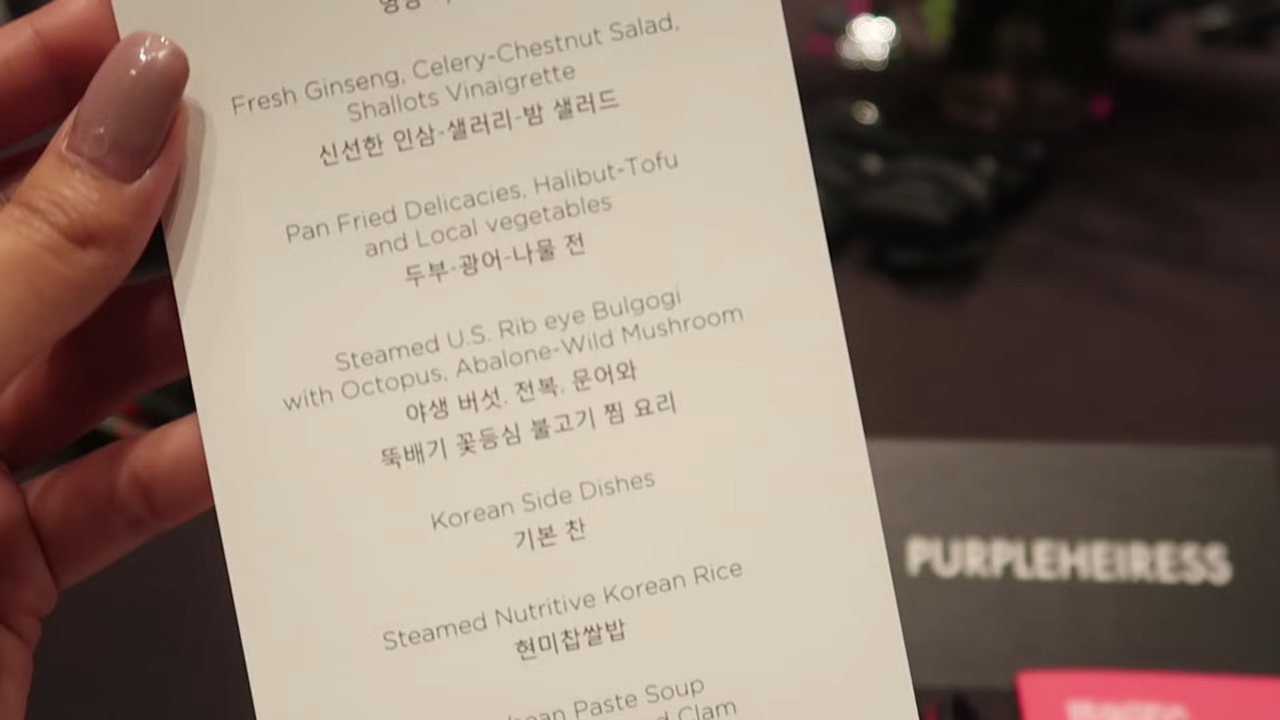 Fresh Ginseng, Celery-Chestnut Salad,
Shallots Vinaigrette
신선한 인삼-샐러리-밤 샐러드
Pan Fried Delicacies, Halibut-Tofu
and Local vegetables
두부-광어-나물 전
Steamed U.S. Rib eye Bulgogi
with Octopus, Abalone-Wild Mushroom
야생 버섯, 전복, 문어와
뚝배기 꽃등심 불고기 찜 요리
Korean Side Dishes
기본 찬
Steamed Nutritive Korean Rice
현미찹쌀밥
Paste Soup
Clam
PURPLEHEIRESS